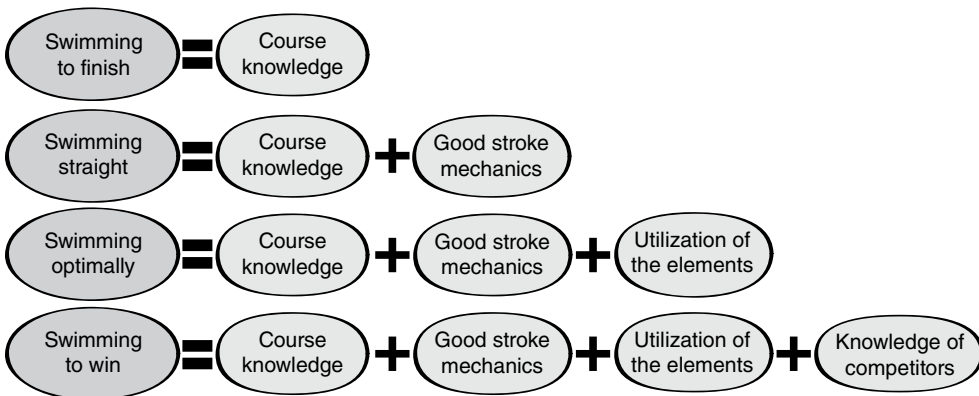 Swimming
to finish
=
Course
knowledge
Swimming
straight
=
Course
knowledge
+
Good stroke
mechanics
Swimming
optimally
=
Course
knowledge
+
Good stroke
mechanics
+
Utilization of
the elements
Swimming
to win
=
Course
knowledge
+
Good stroke
mechanics
+
Utilization of
the elements
+
Knowledge of
competitors